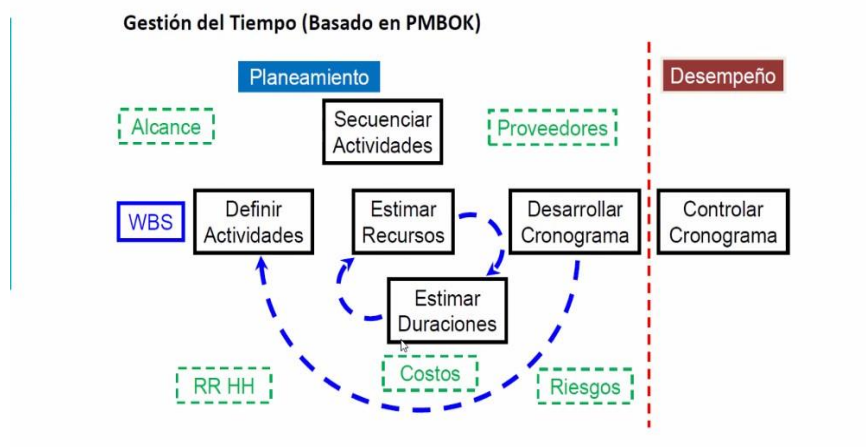 Gestión del Tiempo (Basado en PMBOK)
Planeamiento
Desempeño
Alcance
Secuenciar
Actividades
Proveedores
WBS
Definir
Actividades
Estimar
Recursos
Desarrollar
Cronograma
Controlar
Cronograma
Estimar
Duraciones
RR HH
Costos
Riesgos